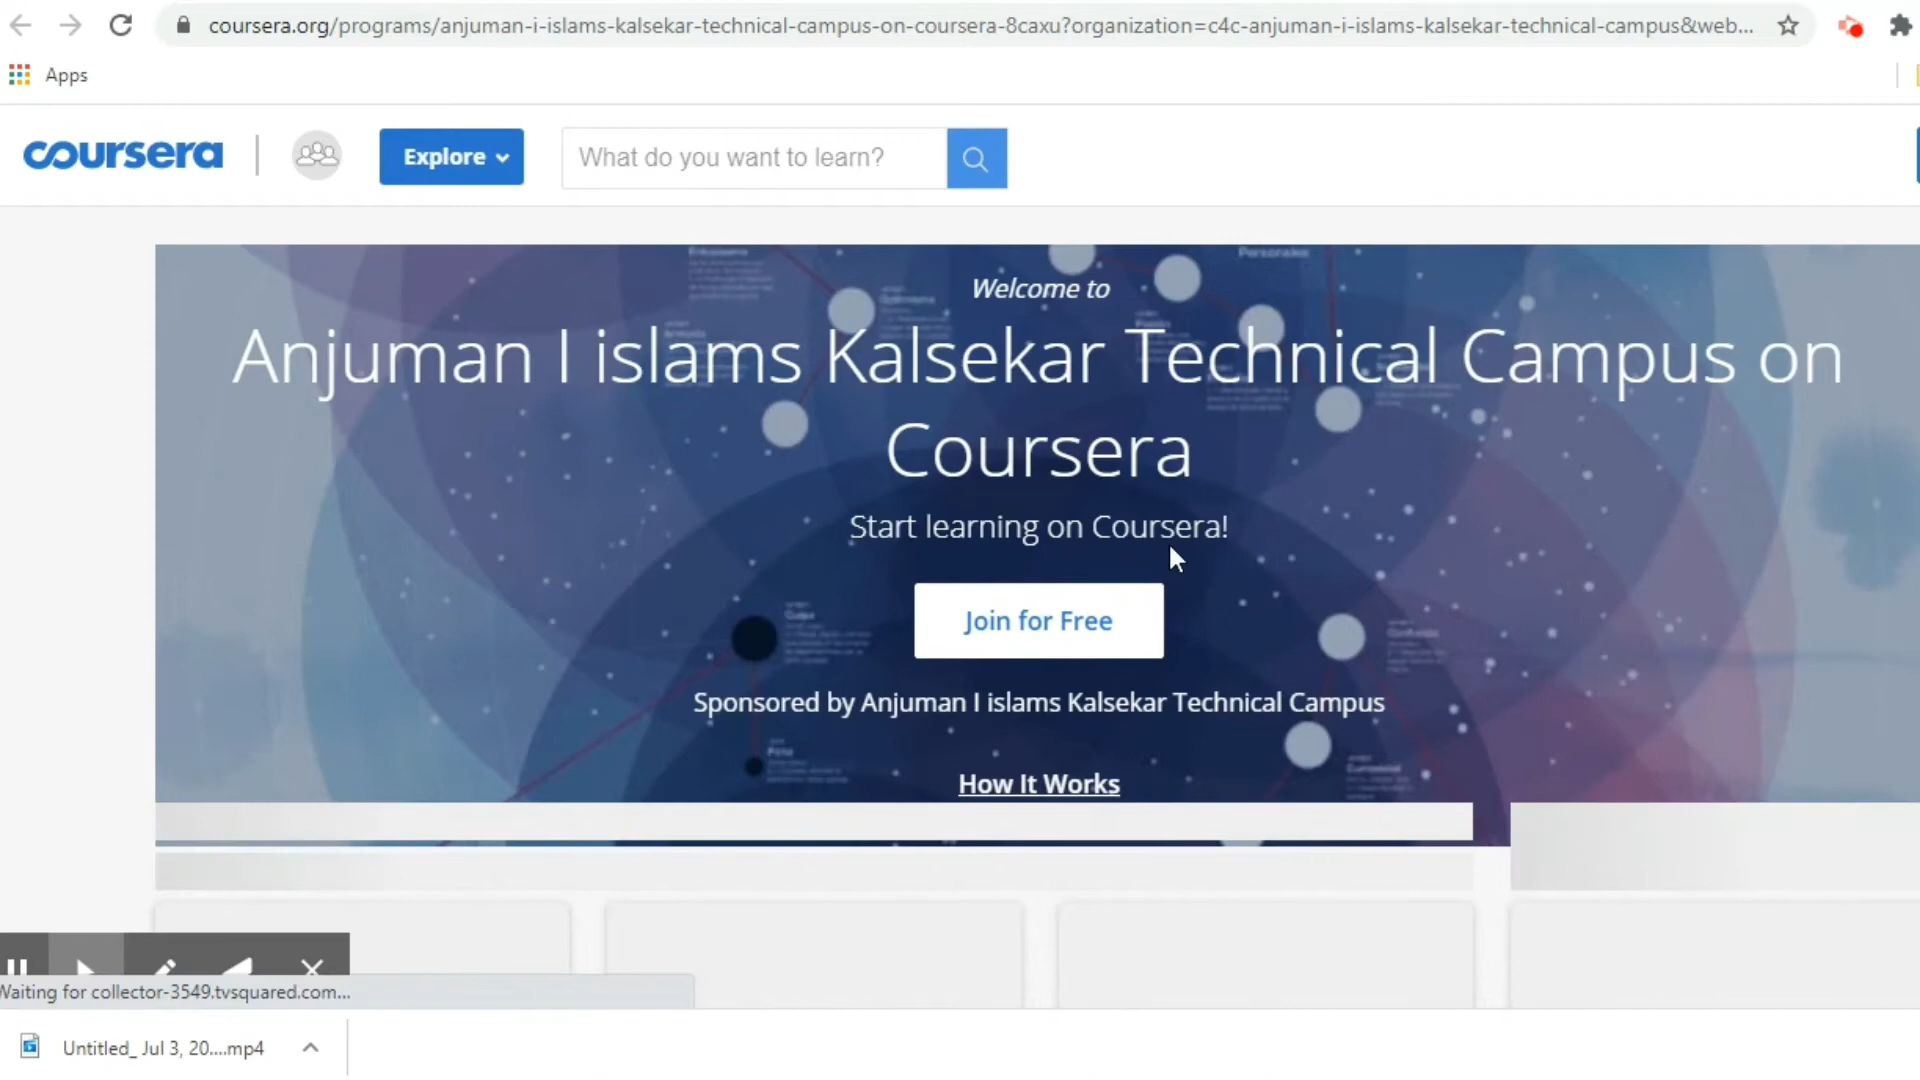 coursera.org/programs/anjuman-i-islams-kalsekar-technical-campus-on-coursera-8caxu?organization=c4c-anjuman-i-islams-kalsekar-technical-campus&web...
Apps
coursera
Explore
What do you want to learn?
Welcome to
Anjuman I islams Kalsekar Technical Campus on
Coursera
Start learning on Coursera!
Join for Free
Sponsored by Anjuman I islams Kalsekar Technical Campus
How It Works
Waiting for collector-3549.tvsquared.com...
Untitled_ Jul 3, 20....mp4